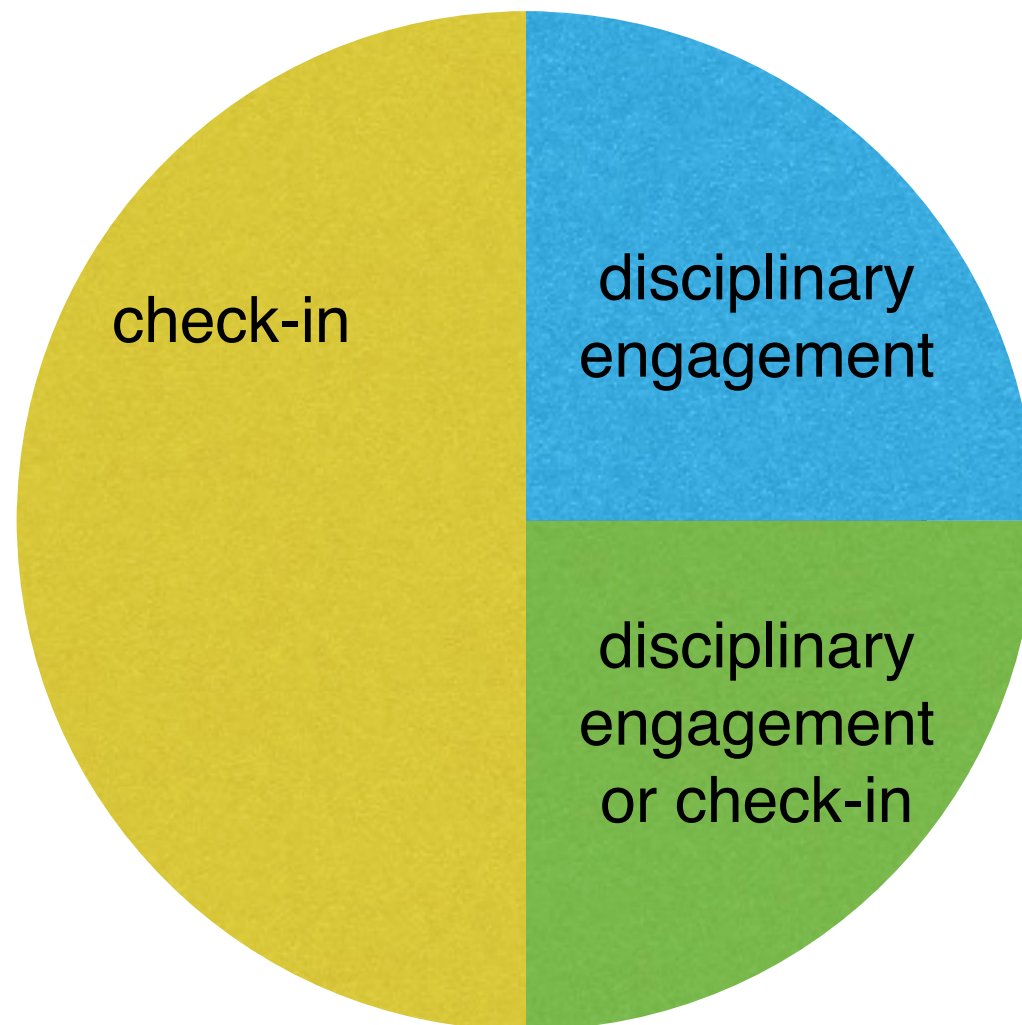 check-in
disciplinary
engagement
disciplinary
engagement
or check-in